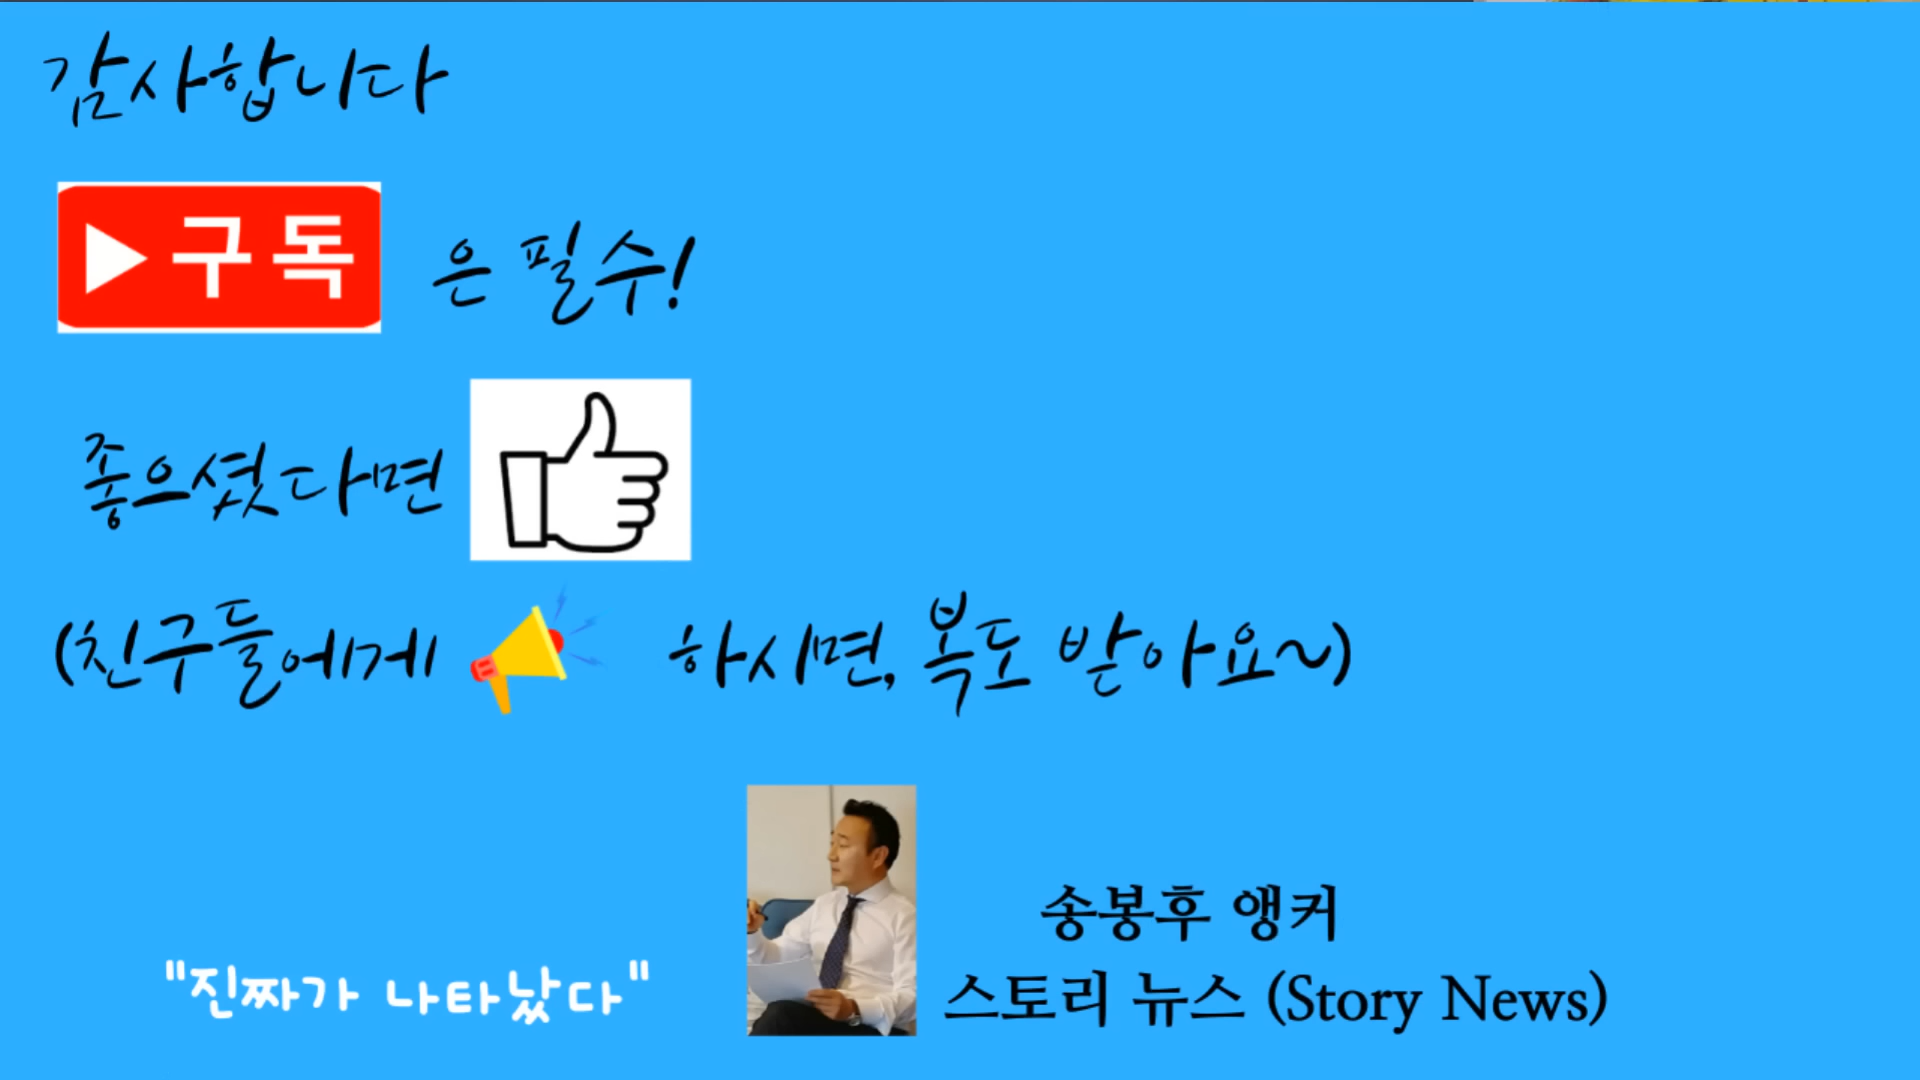 감사합니다
구독 은 필수!
좋으셨다면
(친구들에게 하시면, 복도 받아요~)
송봉후 앵커
"진짜가 나타났다"
스토리 뉴스 (Story News)